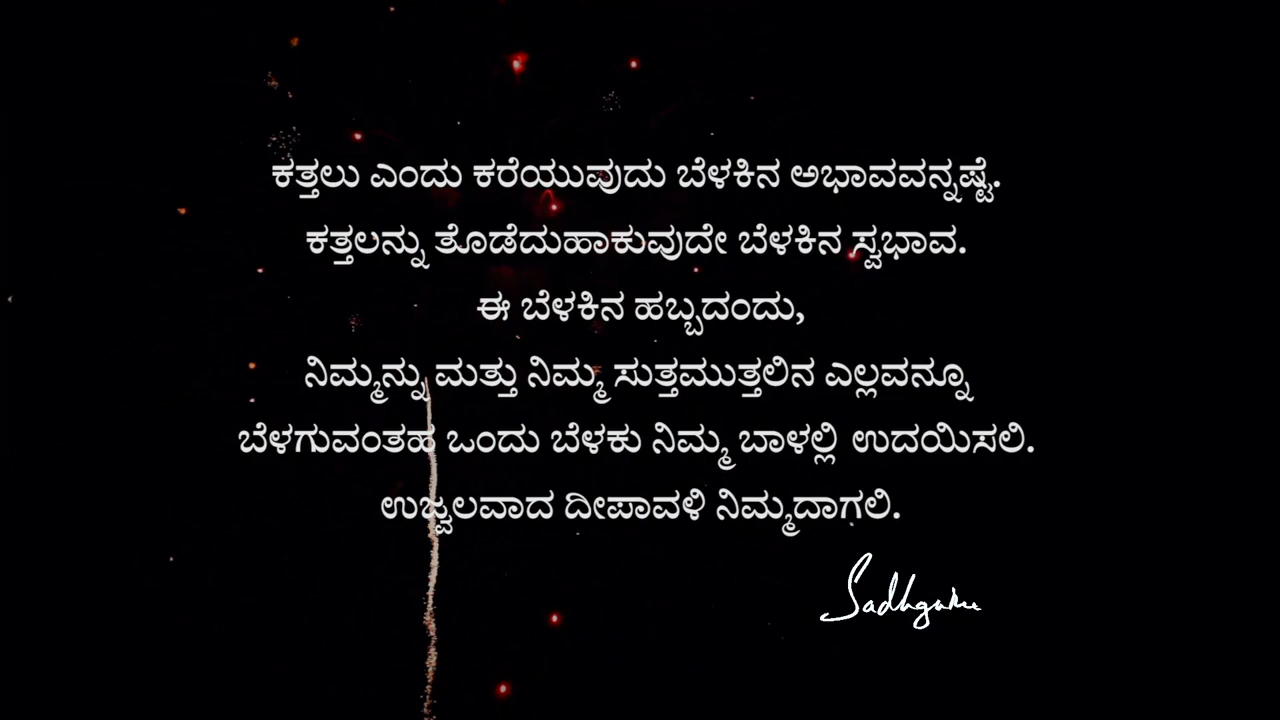 ಕತ್ತಲು ಎಂದು ಕರೆಯುವುದು ಬೆಳಕಿನ ಅಭಾವವನ್ನಷ್ಟೆ.
ಕತ್ತಲನ್ನು ತೊಡೆದುಹಾಕುವುದೇ ಬೆಳಕಿನ ಸ್ವಭಾವ.
ಈ ಬೆಳಕಿನ ಹಬ್ಬದಂದು,
ನಿಮ್ಮನ್ನು ಮತ್ತು ನಿಮ್ಮ ಸುತ್ತಮುತ್ತಲಿನ ಎಲ್ಲವನ್ನೂ
ಬೆಳಗುವಂತಹ ಒಂದು ಬೆಳಕು ನಿಮ್ಮ ಬಾಳಲ್ಲಿ ಉದಯಿಸಲಿ.
ಉಜ್ವಲವಾದ ದೀಪಾವಳಿ ನಿಮ್ಮದಾಗಲಿ.
Sadhguru